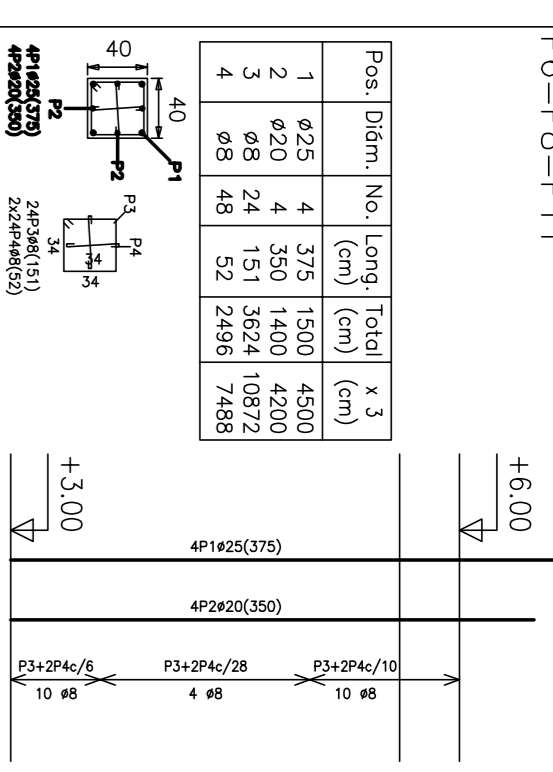 Pos. Diám. No. Long. (cm) Total (cm) x 3 (cm)
1 ø25 4 375 1500 4500
2 ø20 4 350 1400 4200
3 ø8 24 151 3624 10872
4 ø8 48 52 2496 7488
40
40
P1
P2
P2
4P1ø25(375)
4P2ø20(350)
P3
P4
34
34
34
24P3ø8(151)
2x24P4ø8(52)
+6.00
+3.00
4P1ø25(375)
4P2ø20(350)
P3+2P4c/6
10 ø8
P3+2P4c/28
4 ø8
P3+2P4c/10
10 ø8